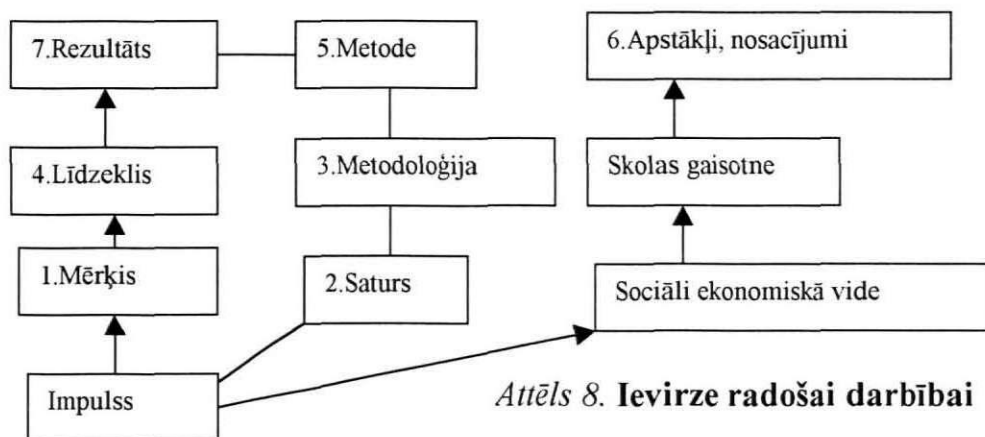 7.Rezultāts
5.Metode
6.Apstākļi, nosacījumi
4.Līdzeklis
3.Metodoloģija
Skolas gaisotne
1.Mērķis
2.Saturs
Sociāli ekonomiskā vide
Impulss
Attēls 8. Ievirze radošai darbībai